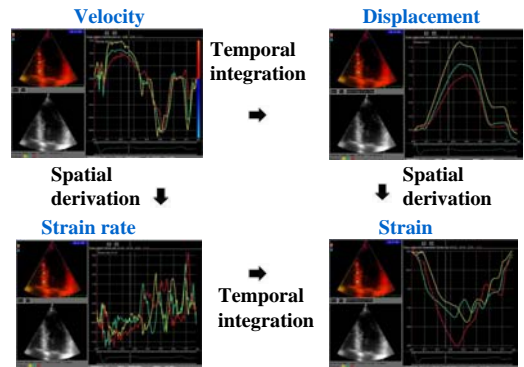 Velocity
Displacement
Temporal
integration
Spatial
derivation
Spatial
derivation
Strain rate
Strain
Temporal
integration